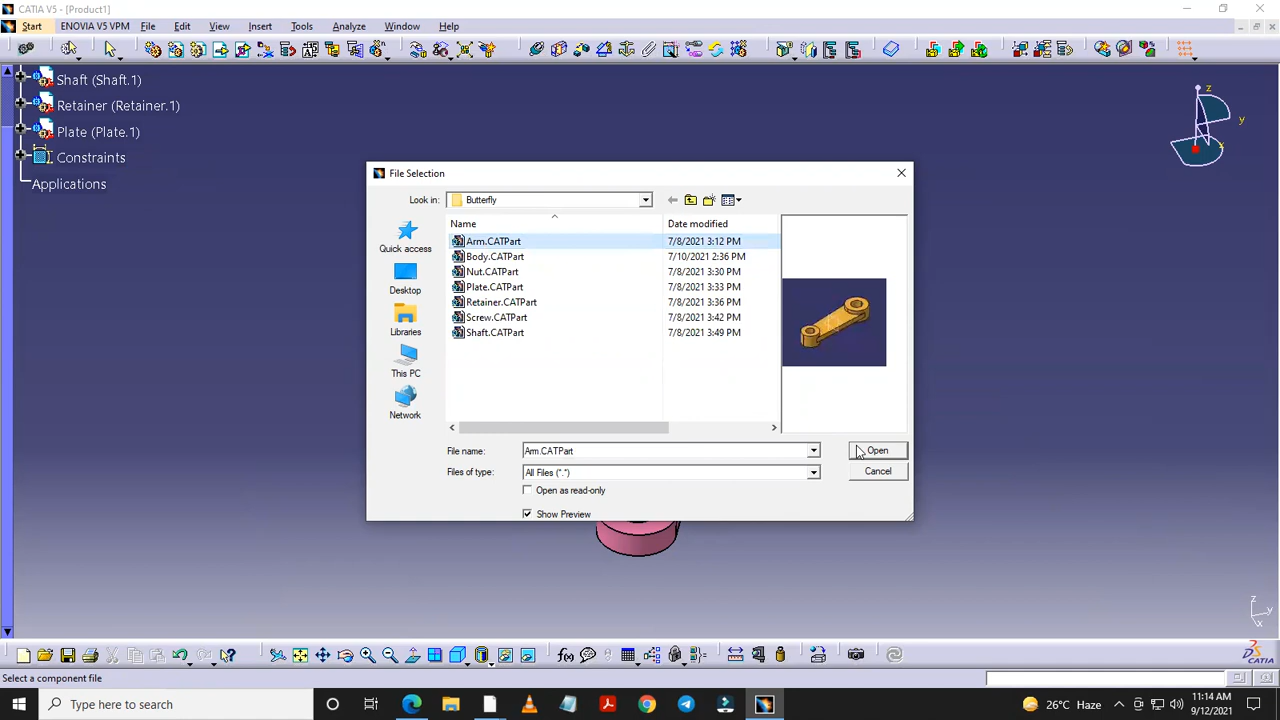 CATIA V5 - [Product1]
Start
ENOVIA V5 VPM
File
Edit
View
Insert
Tools
Analyze
Window
Help
Shaft (Shaft.1)
Retainer (Retainer.1)
Plate (Plate.1)
Constraints
Applications
z
y
x
File Selection
Look in:
Butterfly
Name
Date modified
Arm.CATPart 7/8/2021 3:12 PM
Body.CATPart 7/10/2021 2:36 PM
Nut.CATPart 7/8/2021 3:30 PM
Plate.CATPart 7/8/2021 3:33 PM
Retainer.CATPart 7/8/2021 3:36 PM
Screw.CATPart 7/8/2021 3:42 PM
Shaft.CATPart 7/8/2021 3:49 PM
Quick access
Desktop
Libraries
This PC
Network
File name:
Arm.CATPart
Open
Files of type:
All Files (*.*)
Cancel
Open as read-only
Show Preview
z
y
x
f(x)
CATIA
Select a component file
Type here to search
26°C Haze
11:14 AM
9/12/2021